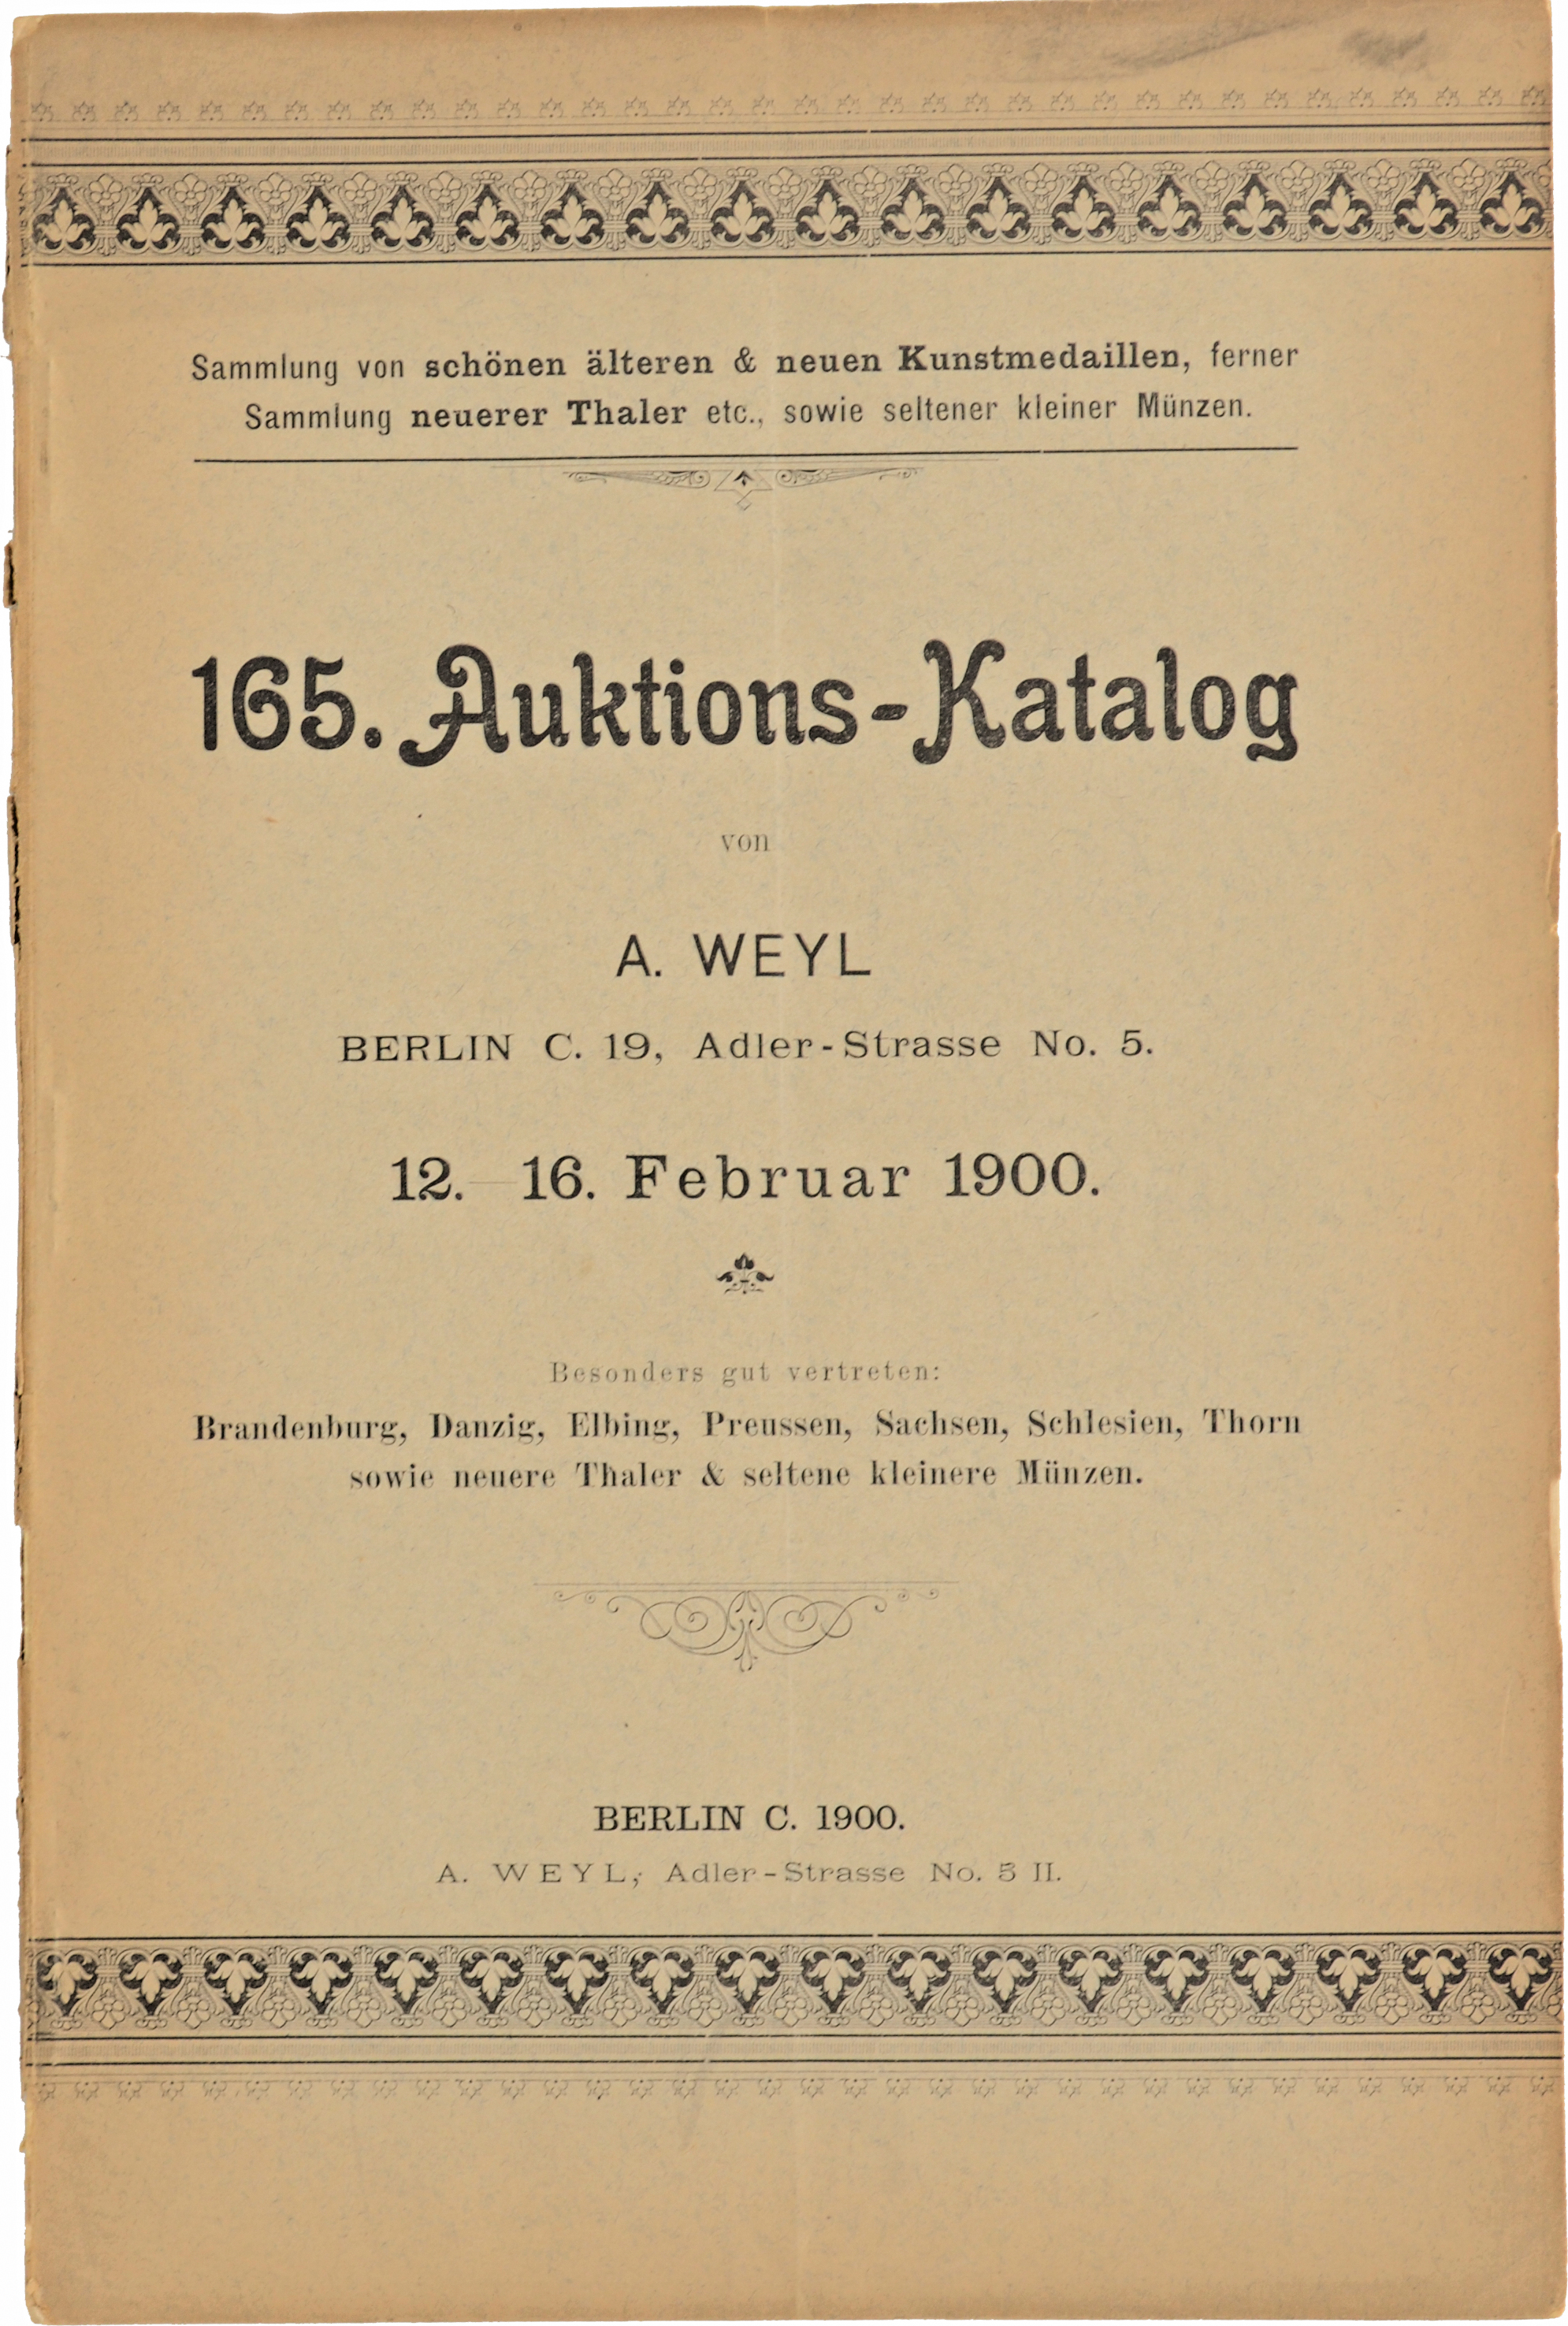 Sammlung von schönen älteren & neuen Kunstmedaillen, ferner
Sammlung neuerer Thaler etc., sowie seltener kleiner Münzen.
165. Auktions-Katalog
von
A. WEYL
BERLIN C. 19, Adler-Strasse No. 5.
12. – 16. Februar 1900.
Besonders gut vertreten:
Brandenburg, Danzig, Elbing, Preussen, Sachsen, Schlesien, Thorn
sowie neuere Thaler & seltene kleinere Münzen.
BERLIN C. 1900.
A. WEYL, Adler-Strasse No. 5 II.